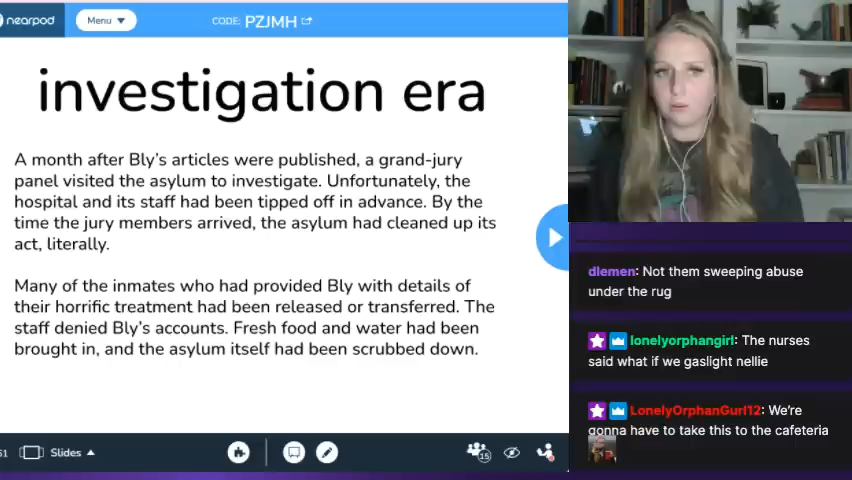 nearpod
Menu
CODE: PZJMH
investigation era
A month after Bly's articles were published, a grand-jury
panel visited the asylum to investigate. Unfortunately, the
hospital and its staff had been tipped off in advance. By the
time the jury members arrived, the asylum had cleaned up its
act, literally.
Many of the inmates who had provided Bly with details of
their horrific treatment had been released or transferred. The
staff denied Bly's accounts. Fresh food and water had been
brought in, and the asylum itself had been scrubbed down.
Slides
15
dlemen: Not them sweeping abuse
under the rug
lonelyorphangirl: The nurses
said what if we gaslight nellie
LonelyOrphanGurl12: We're
gonna have to take this to the cafeteria